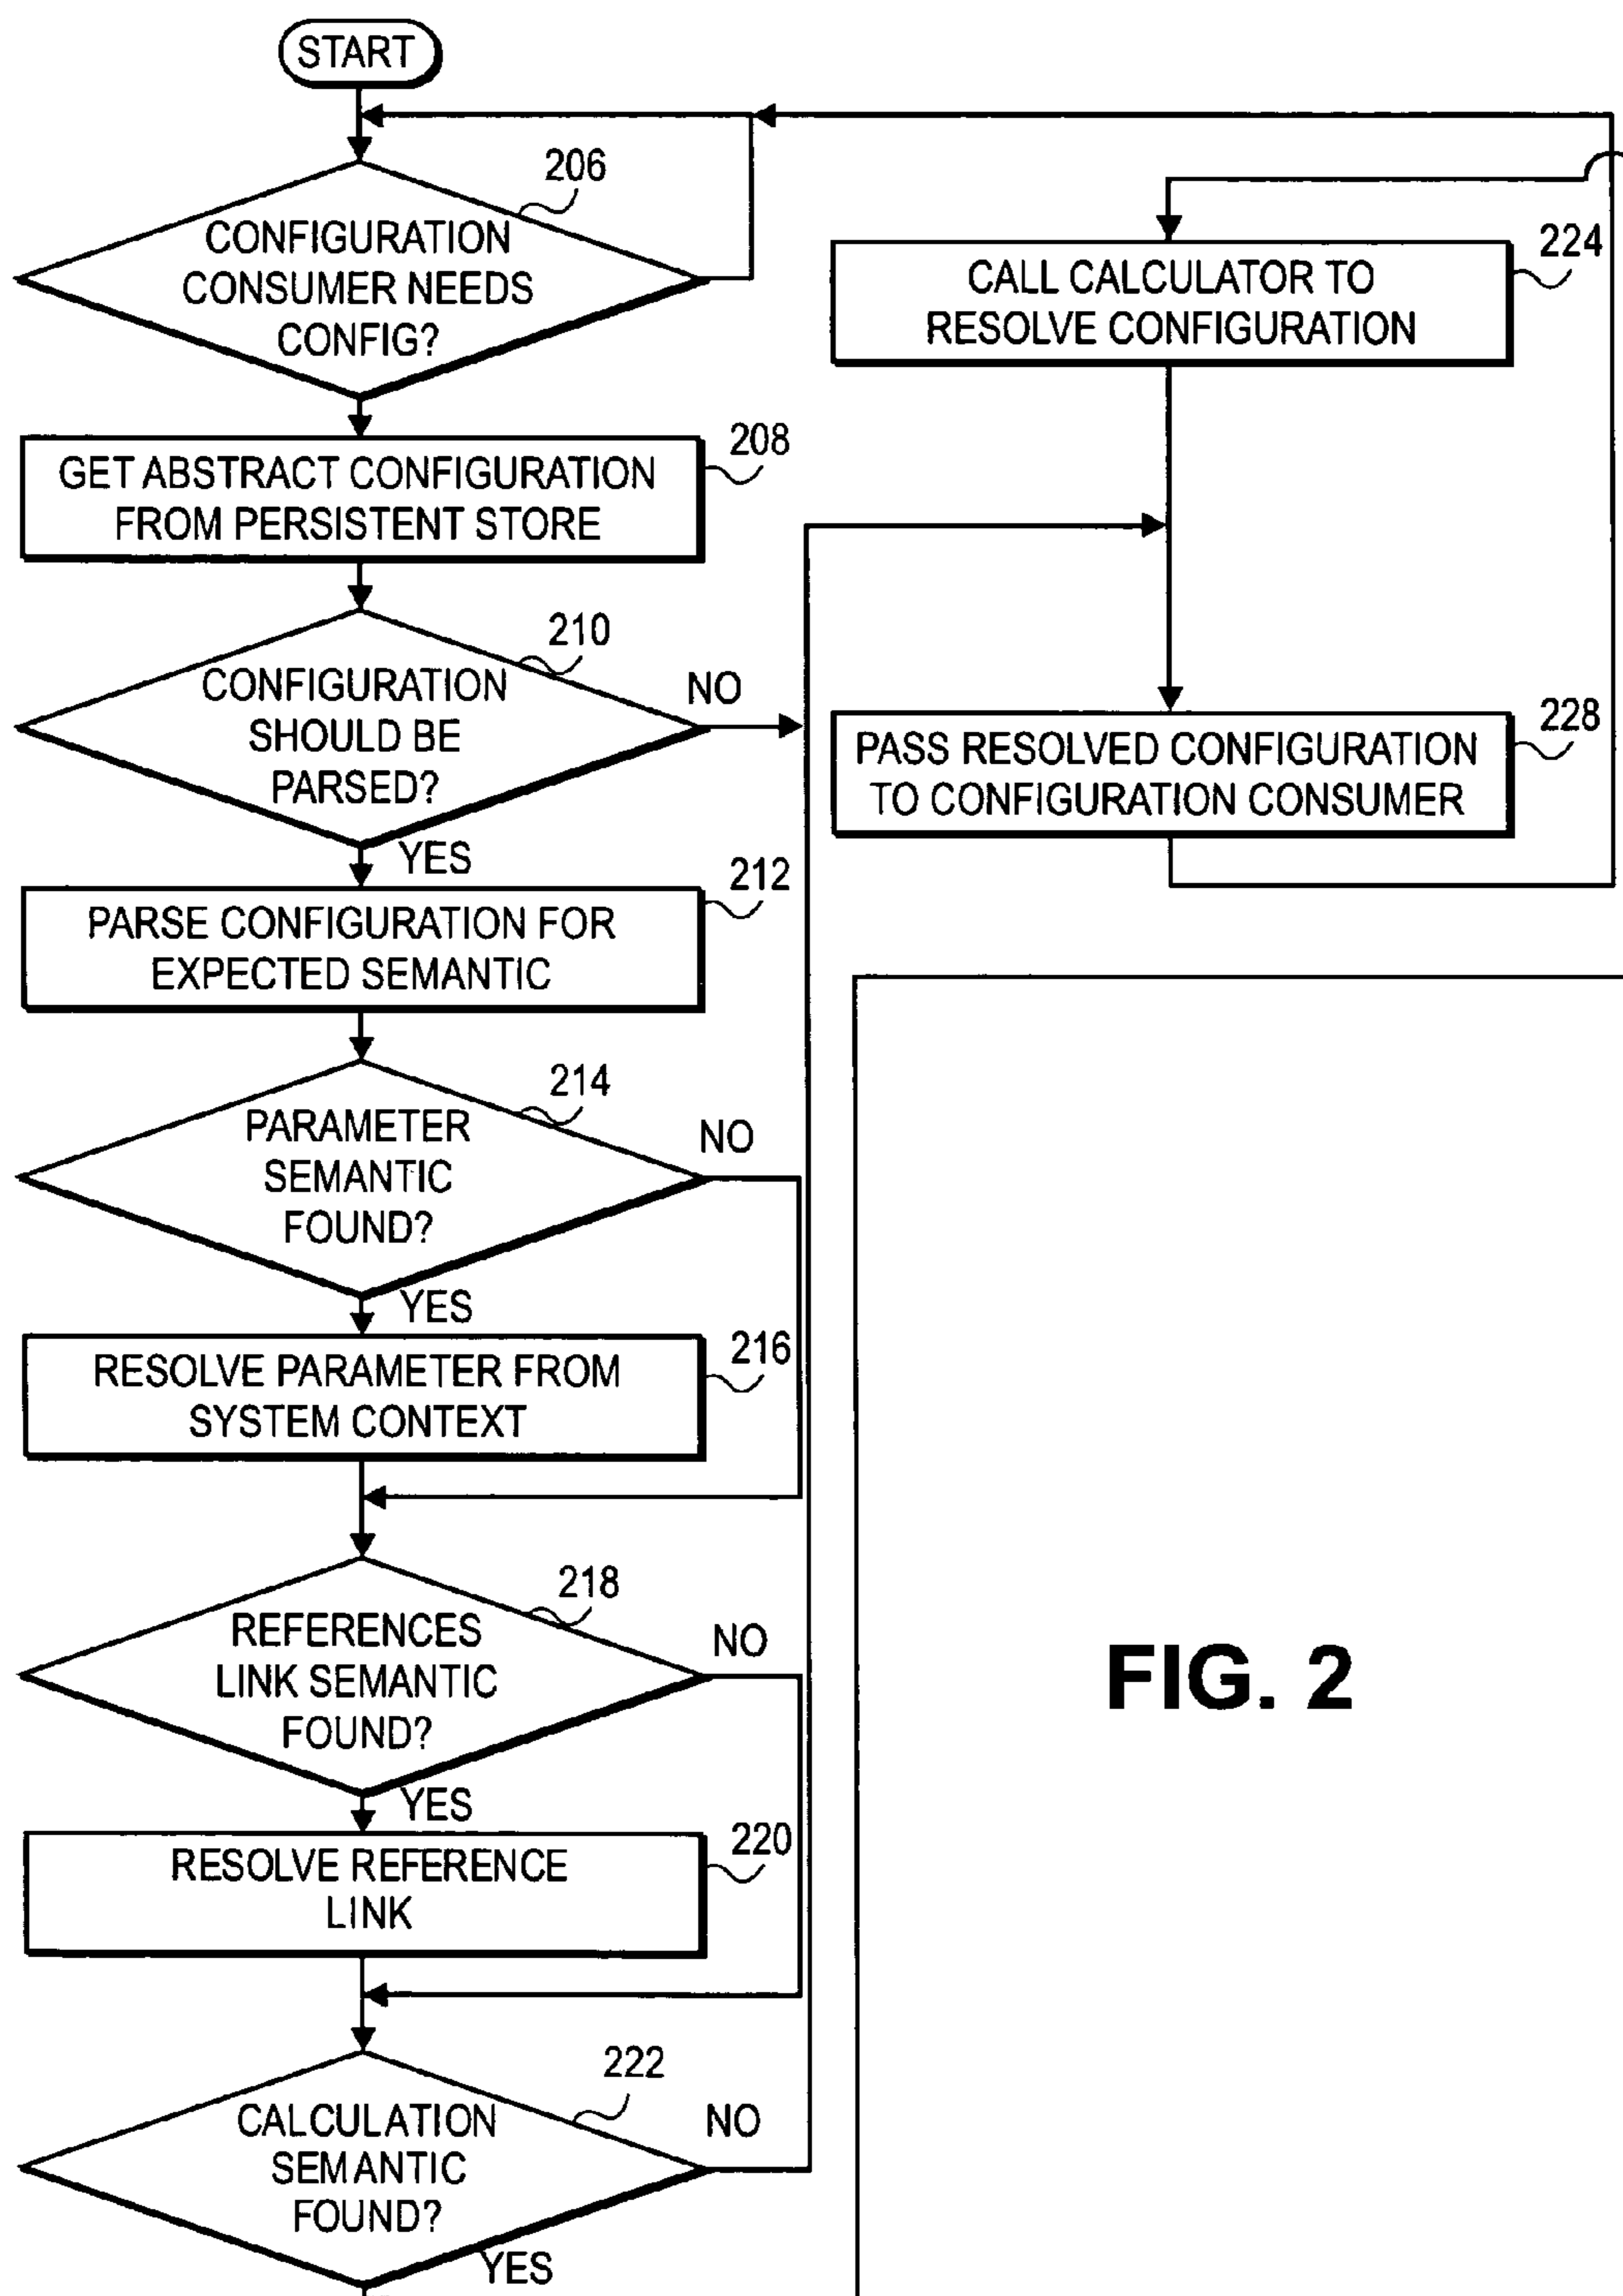 START
206
CONFIGURATION
CONSUMER NEEDS
CONFIG?
208
GET ABSTRACT CONFIGURATION
FROM PERSISTENT STORE
210
CONFIGURATION
SHOULD BE
PARSED?
NO
YES
212
PARSE CONFIGURATION FOR
EXPECTED SEMANTIC
214
PARAMETER
SEMANTIC
FOUND?
NO
YES
216
RESOLVE PARAMETER FROM
SYSTEM CONTEXT
218
REFERENCES
LINK SEMANTIC
FOUND?
NO
YES
220
RESOLVE REFERENCE
LINK
222
CALCULATION
SEMANTIC
FOUND?
NO
YES
224
CALL CALCULATOR TO
RESOLVE CONFIGURATION
228
PASS RESOLVED CONFIGURATION
TO CONFIGURATION CONSUMER
FIG. 2